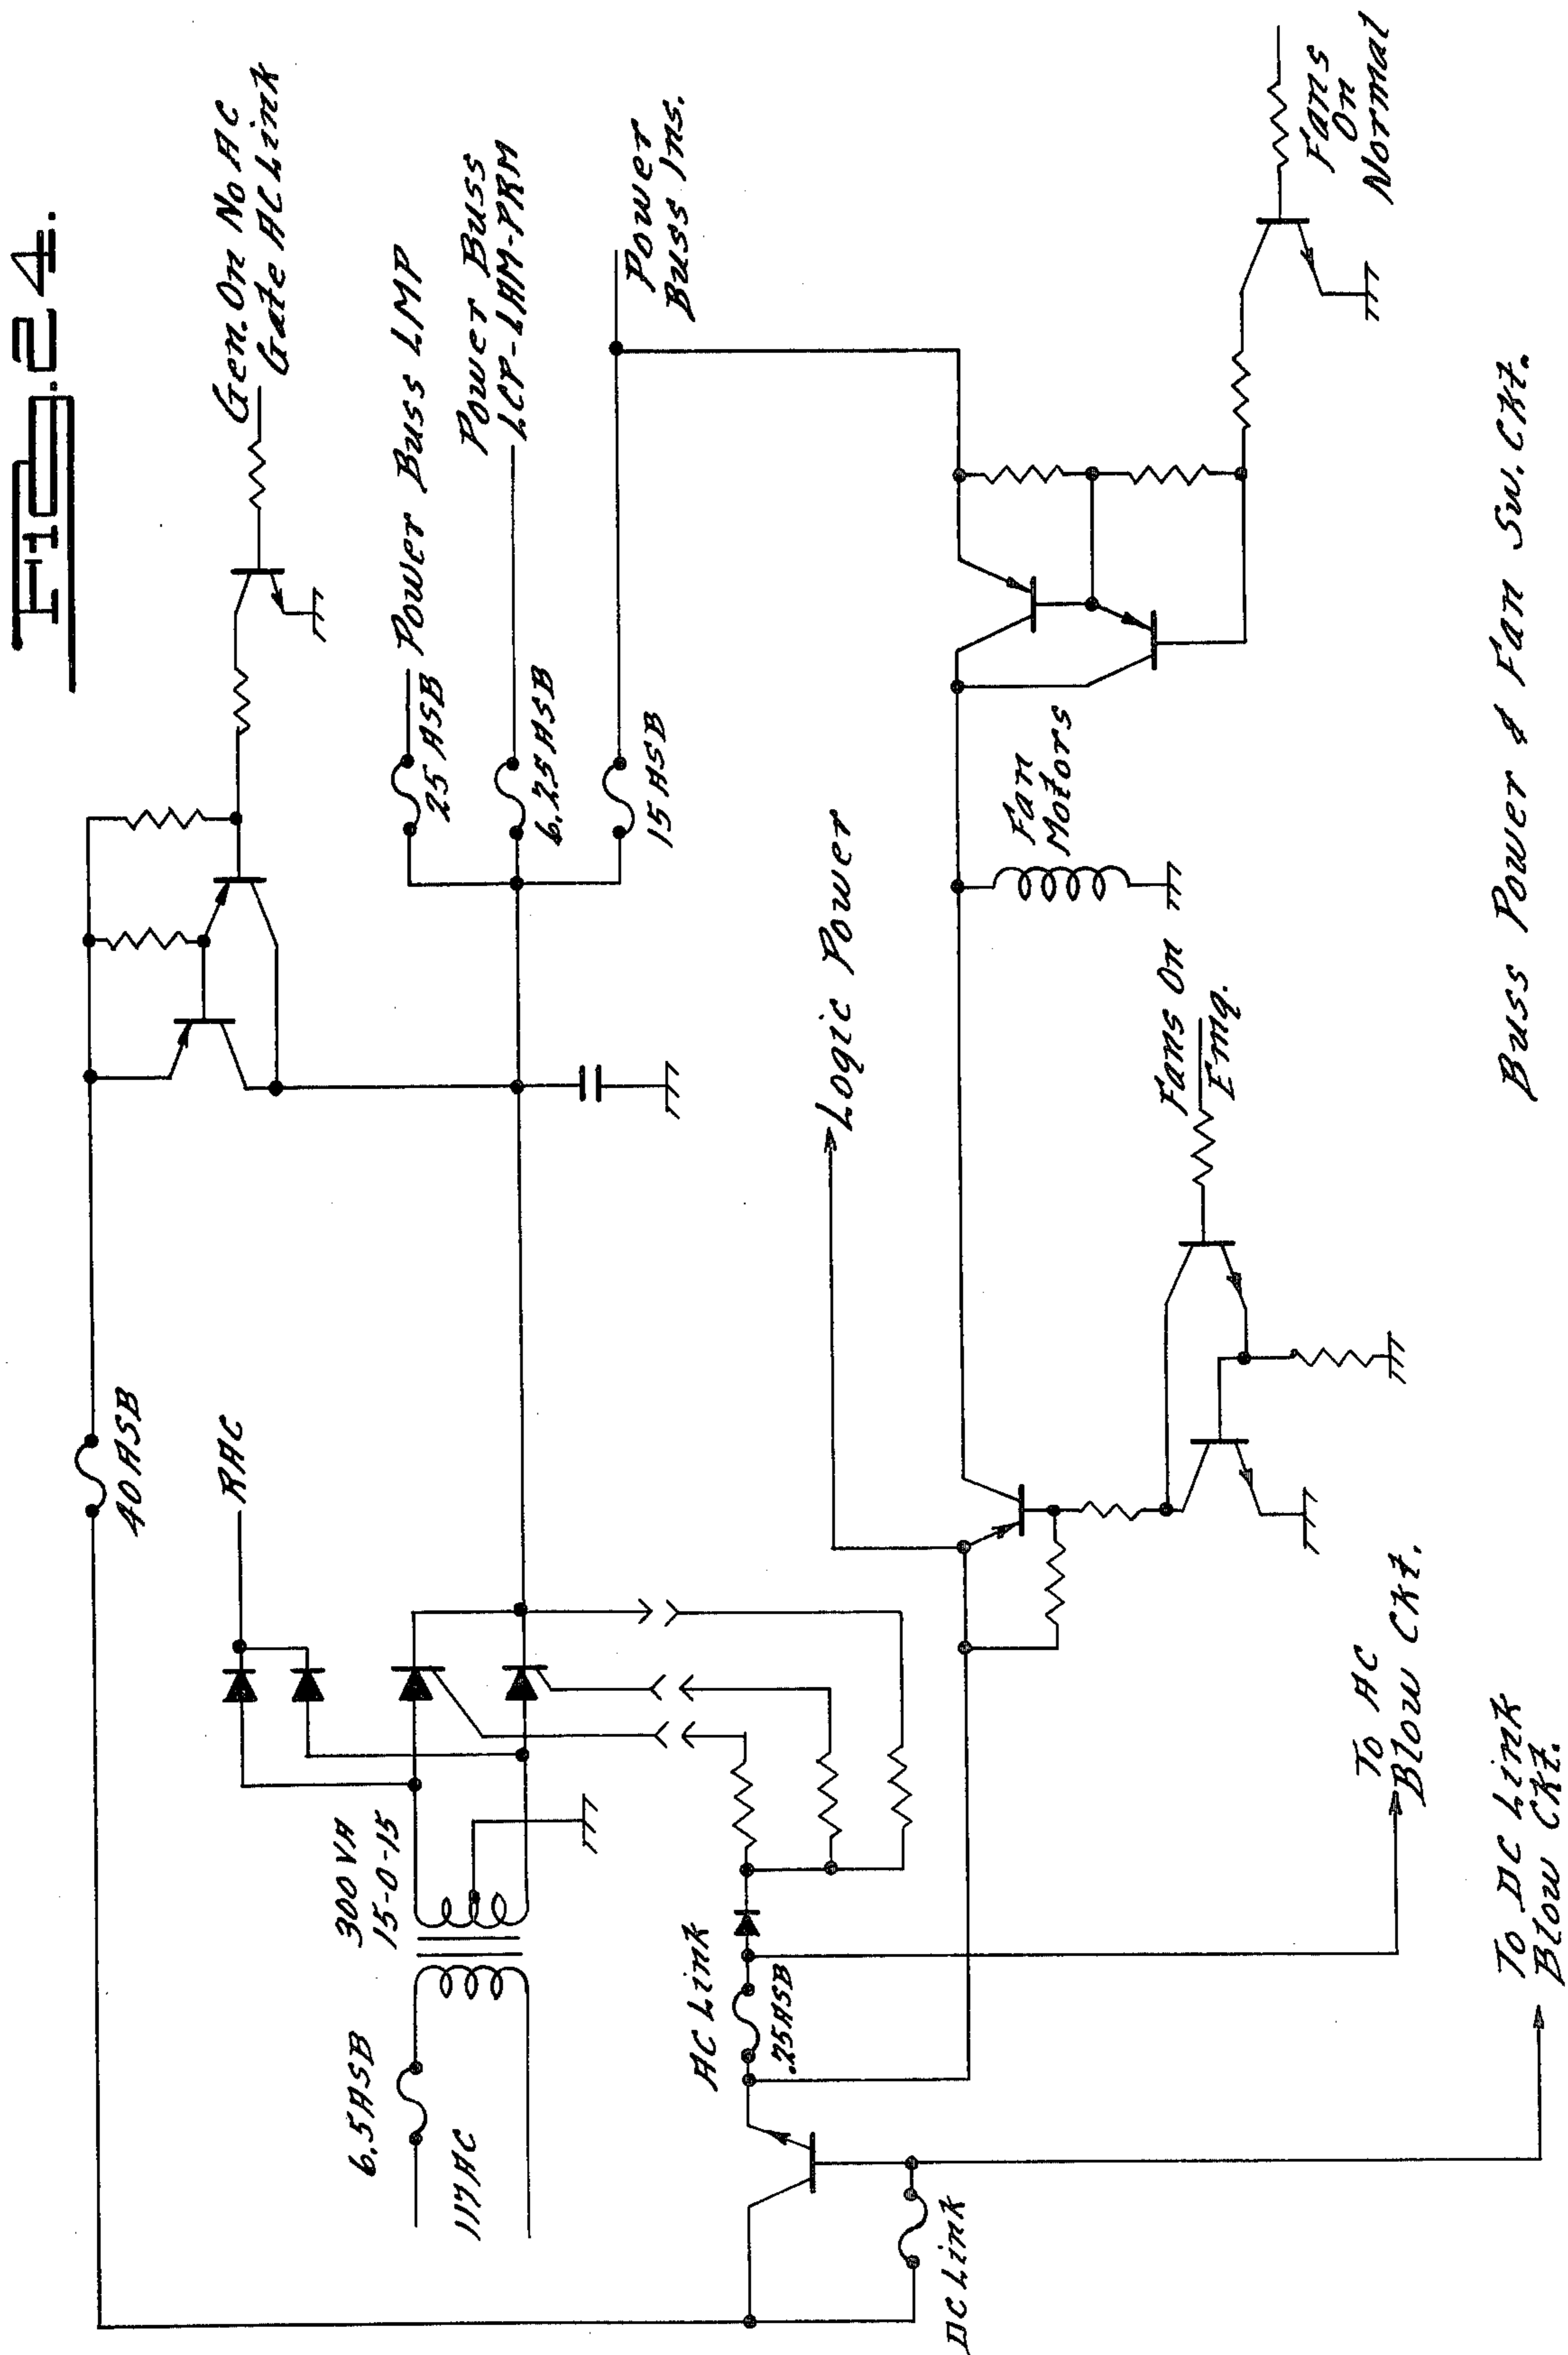 Fig. 24.
40 ASB
RAC
Gen. On No AC
Gate AC Link
300 VA
15-0-15
6.5 ASB
117 AC
25 ASB
Power Buss LMP
6.25 ASB
Power Buss
LCP-LAM-PRM
15 ASB
Power
Buss Ins.
AC Link
.25 ASB
Logic Power
Fan
Motors
DC Link
Fans On
Emq.
Fans
On
Normal
To AC
Blow Ckt.
To DC Link
Blow Ckt.
Buss Power & Fan Sw. Ckt.